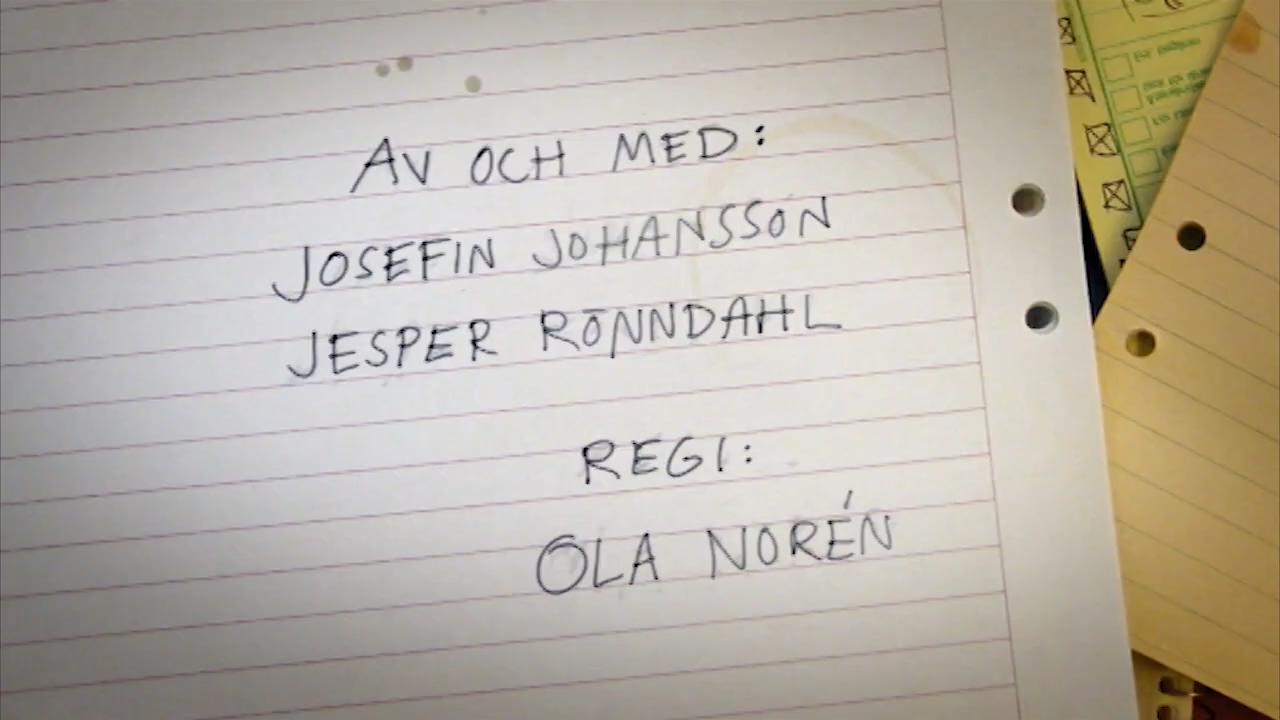 AV OCH MED:
JOSEFIN JOHANSSON
JESPER RÖNNDAHL
REGI:
OLA NORÉN